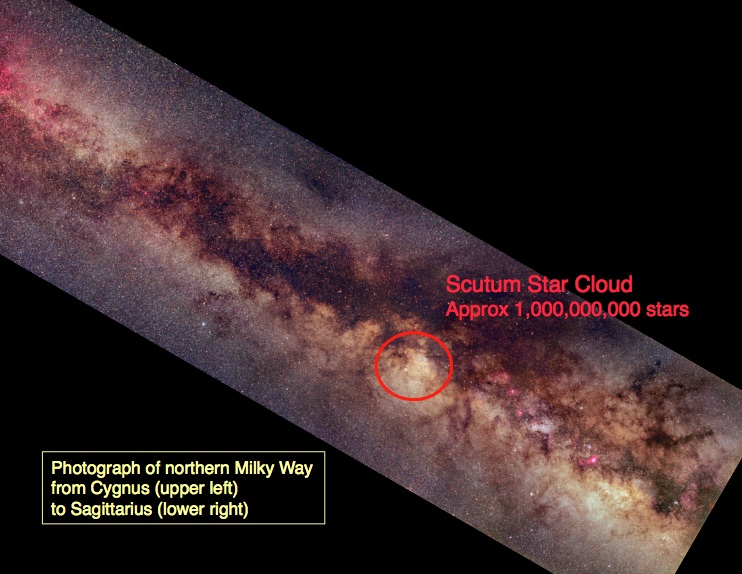 Scutum Star Cloud
Approx 1,000,000,000 stars
Photograph of northern Milky Way
from Cygnus (upper left)
to Sagittarius (lower right)